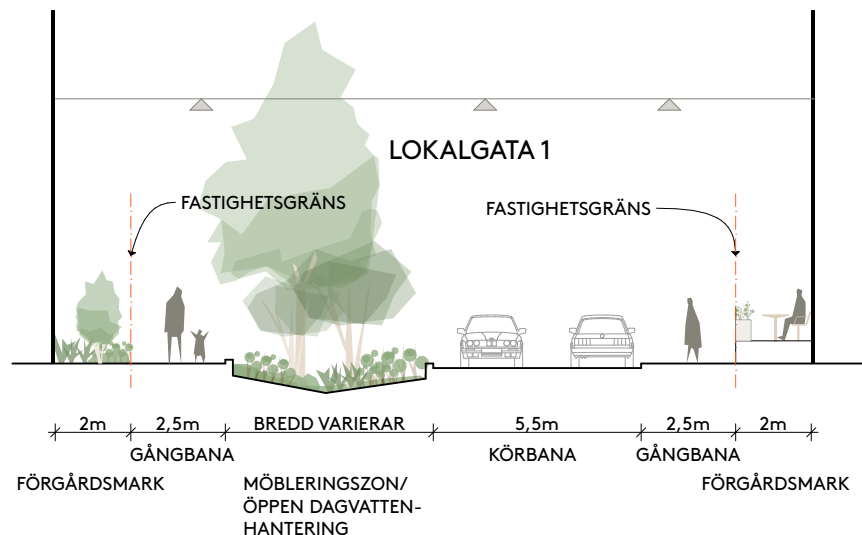 LOKALGATA 1
FASTIGHETSGRÄNS
FASTIGHETSGRÄNS
2m
2,5m
BREDD VARIERAR
5,5m
2,5m
2m
GÅNGBANA
KÖRBANA
GÅNGBANA
FÖRGÅRDSMARK
MÖBLERINGSZON/
ÖPPEN DAGVATTEN-
HANTERING
FÖRGÅRDSMARK